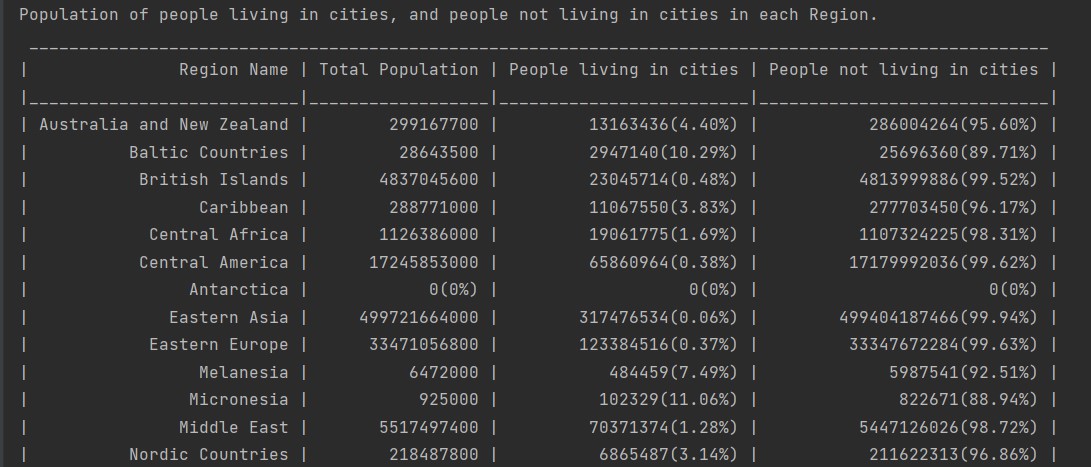 Population of people living in cities, and people not living in cities in each Region.
| Region Name | Total Population | People living in cities | People not living in cities |
| Australia and New Zealand | 299167700 | 13163436(4.40%) | 286004264(95.60%) |
| Baltic Countries | 28643500 | 2947140(10.29%) | 25696360(89.71%) |
| British Islands | 4837045600 | 23045714(0.48%) | 4813999886(99.52%) |
| Caribbean | 288771000 | 11067550(3.83%) | 277703450(96.17%) |
| Central Africa | 1126386000 | 19061775(1.69%) | 1107324225(98.31%) |
| Central America | 17245853000 | 65860964(0.38%) | 17179992036(99.62%) |
| Antarctica | 0(0%) | 0(0%) | 0(0%) |
| Eastern Asia | 499721664000 | 317476534(0.06%) | 499404187466(99.94%) |
| Eastern Europe | 33471056800 | 123384516(0.37%) | 33347672284(99.63%) |
| Melanesia | 6472000 | 484459(7.49%) | 5987541(92.51%) |
| Micronesia | 925000 | 102329(11.06%) | 822671(88.94%) |
| Middle East | 5517497400 | 70371374(1.28%) | 5447126026(98.72%) |
| Nordic Countries | 218487800 | 6865487(3.14%) | 211622313(96.86%) |